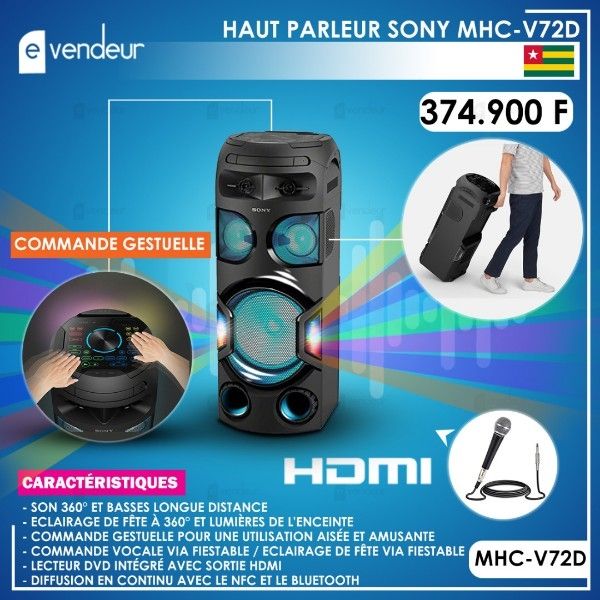 e vendeur
HAUT PARLEUR SONY MHC-V72D
374.900 F
SONY
COMMANDE GESTUELLE
HDMI
CARACTÉRISTIQUES
- SON 360° ET BASSES LONGUE DISTANCE
- ECLAIRAGE DE FÊTE À 360° ET LUMIÈRES DE L'ENCEINTE
- COMMANDE GESTUELLE POUR UNE UTILISATION AISÉE ET AMUSANTE
- COMMANDE VOCALE VIA FIESTABLE / ECLAIRAGE DE FÊTE VIA FIESTABLE
- LECTEUR DVD INTÉGRÉ AVEC SORTIE HDMI
- DIFFUSION EN CONTINU AVEC LE NFC ET LE BLUETOOTH
MHC-V72D